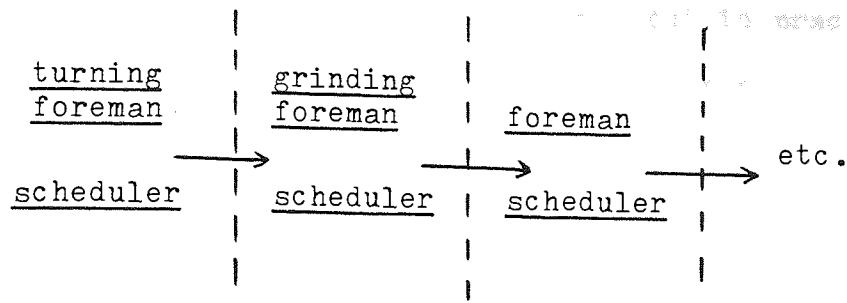 turning
foreman
scheduler
grinding
foreman
scheduler
foreman
scheduler
etc.